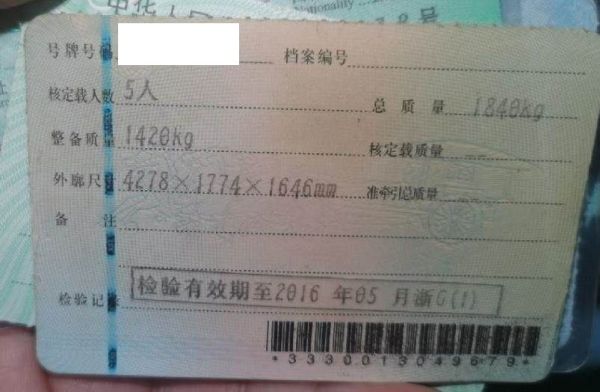 号牌号码 档案编号
核定载人数 5人 总质量 1840kg
整备质量 1420kg 核定载质量 --
外廓尺寸 4278×1774×1646mm 准牵引总质量 --
备注
检验记录 检验有效期至2016年05月浙G(1)
*3330013049679*